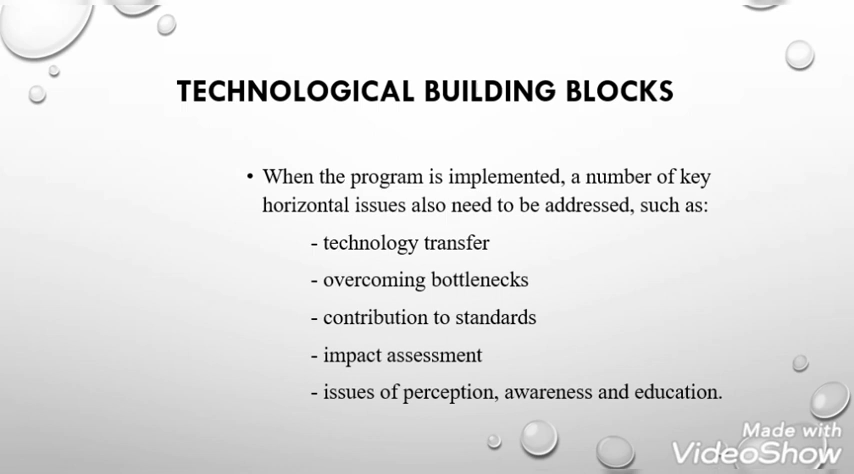 TECHNOLOGICAL BUILDING BLOCKS
• When the program is implemented, a number of key
horizontal issues also need to be addressed, such as:
- technology transfer
- overcoming bottlenecks
- contribution to standards
- impact assessment
- issues of perception, awareness and education.
Made with
VideoShow